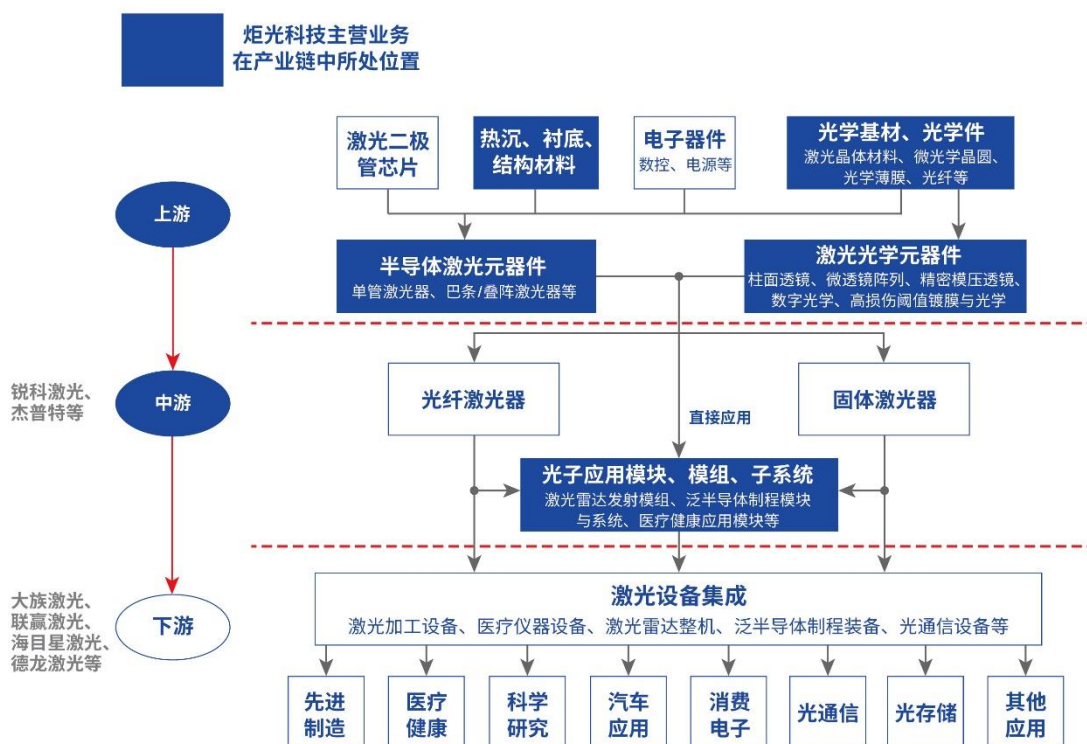 炬光科技主营业务
在产业链中所处位置
激光二极
管芯片
热沉、衬底、
结构材料
电子器件
数控、电源等
光学基材、光学件
激光晶体材料、微光学晶圆、
光学薄膜、光纤等
上游
半导体激光元器件
单管激光器、巴条/叠阵激光器等
激光光学元器件
柱面透镜、微透镜阵列、精密模压透镜、
数字光学、高损伤阈值镀膜与光学
锐科激光、
杰普特等
中游
光纤激光器
直接应用
固体激光器
光子应用模块、模组、子系统
激光雷达发射模组、泛半导体制程模块
与系统、医疗健康应用模块等
大族激光、
联赢激光、
海目星激光、
德龙激光等
下游
激光设备集成
激光加工设备、医疗仪器设备、激光雷达整机、泛半导体制程装备、光通信设备等
先进
制造
医疗
健康
科学
研究
汽车
应用
消费
电子
光通信
光存储
其他
应用